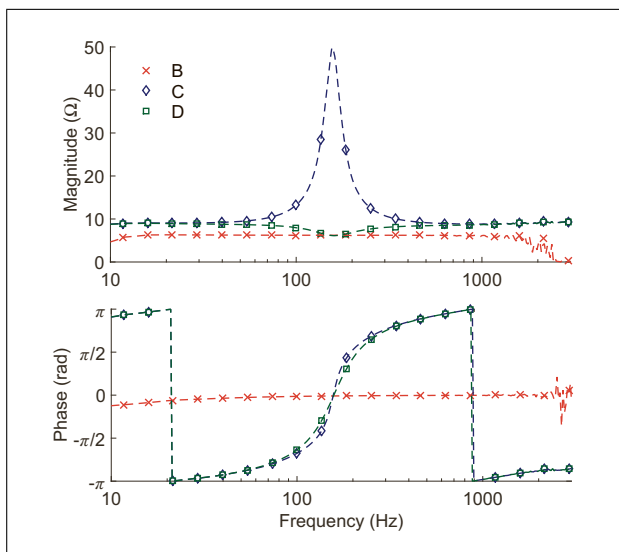 50
40
30
20
10
0
Magnitude (Ω)
B
C
D
10 100 1000
π
π/2
0
-π/2
-π
Phase (rad)
10 100 1000
Frequency (Hz)